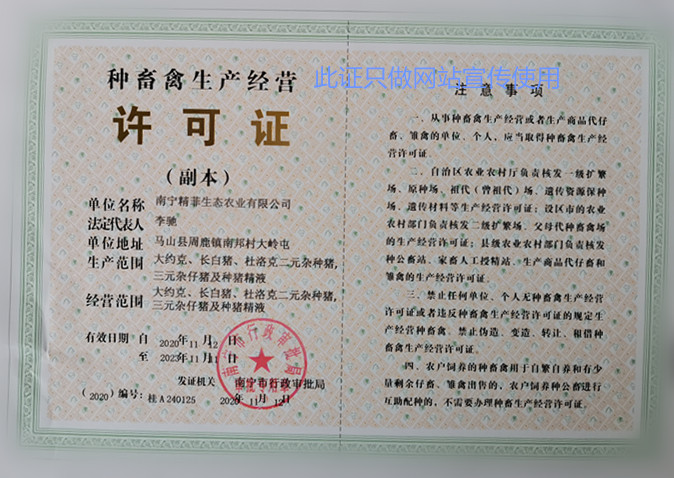 种畜禽生产经营
许可证
(副本)
单位名称 南宁精菲生态农业有限公司
法定代表人 李驰
单位地址 马山县周鹿镇南邦村大岭屯
生产范围 大约克、长白猪、杜洛克二元杂种猪,
三元杂仔猪及种猪精液
经营范围 大约克、长白猪、杜洛克二元杂种猪,
三元杂仔猪及种猪精液
有效日期 自 2020年11月12日
至 2023年11月11日
发证机关 南宁市行政审批局
(2020)编号:桂A240125 2020年11月12日
南宁市行政审批局
此证只做网站宣传使用
注意事项
一、从事种畜禽生产经营或者生产商品代仔
畜、雏禽的单位、个人,应当取得种畜禽生产经
营许可证。
二、自治区农业农村厅负责核发一级扩繁
场、原种场、祖代(曾祖代)场、遗传资源保种
场、遗传材料等生产经营许可证;设区市的农业
农村部门负责核发二级扩繁场、父母代种畜禽场
的生产经营许可证;县级农业农村部门负责核发
种公畜站、家畜人工授精站、生产商品代仔畜和
雏禽的生产经营许可证。
三、禁止任何单位、个人无种畜禽生产经营
许可证或者违反种畜禽生产经营许可证的规定生
产经营种畜禽、禁止伪造、变造、转让、租借种
畜禽生产经营许可证。
四、农户饲养的种畜禽用于自繁自养和有少
量剩余仔畜、雏禽出售的,农户饲养种公畜进行
互助配种的,不需要办理种畜生产经营许可证。